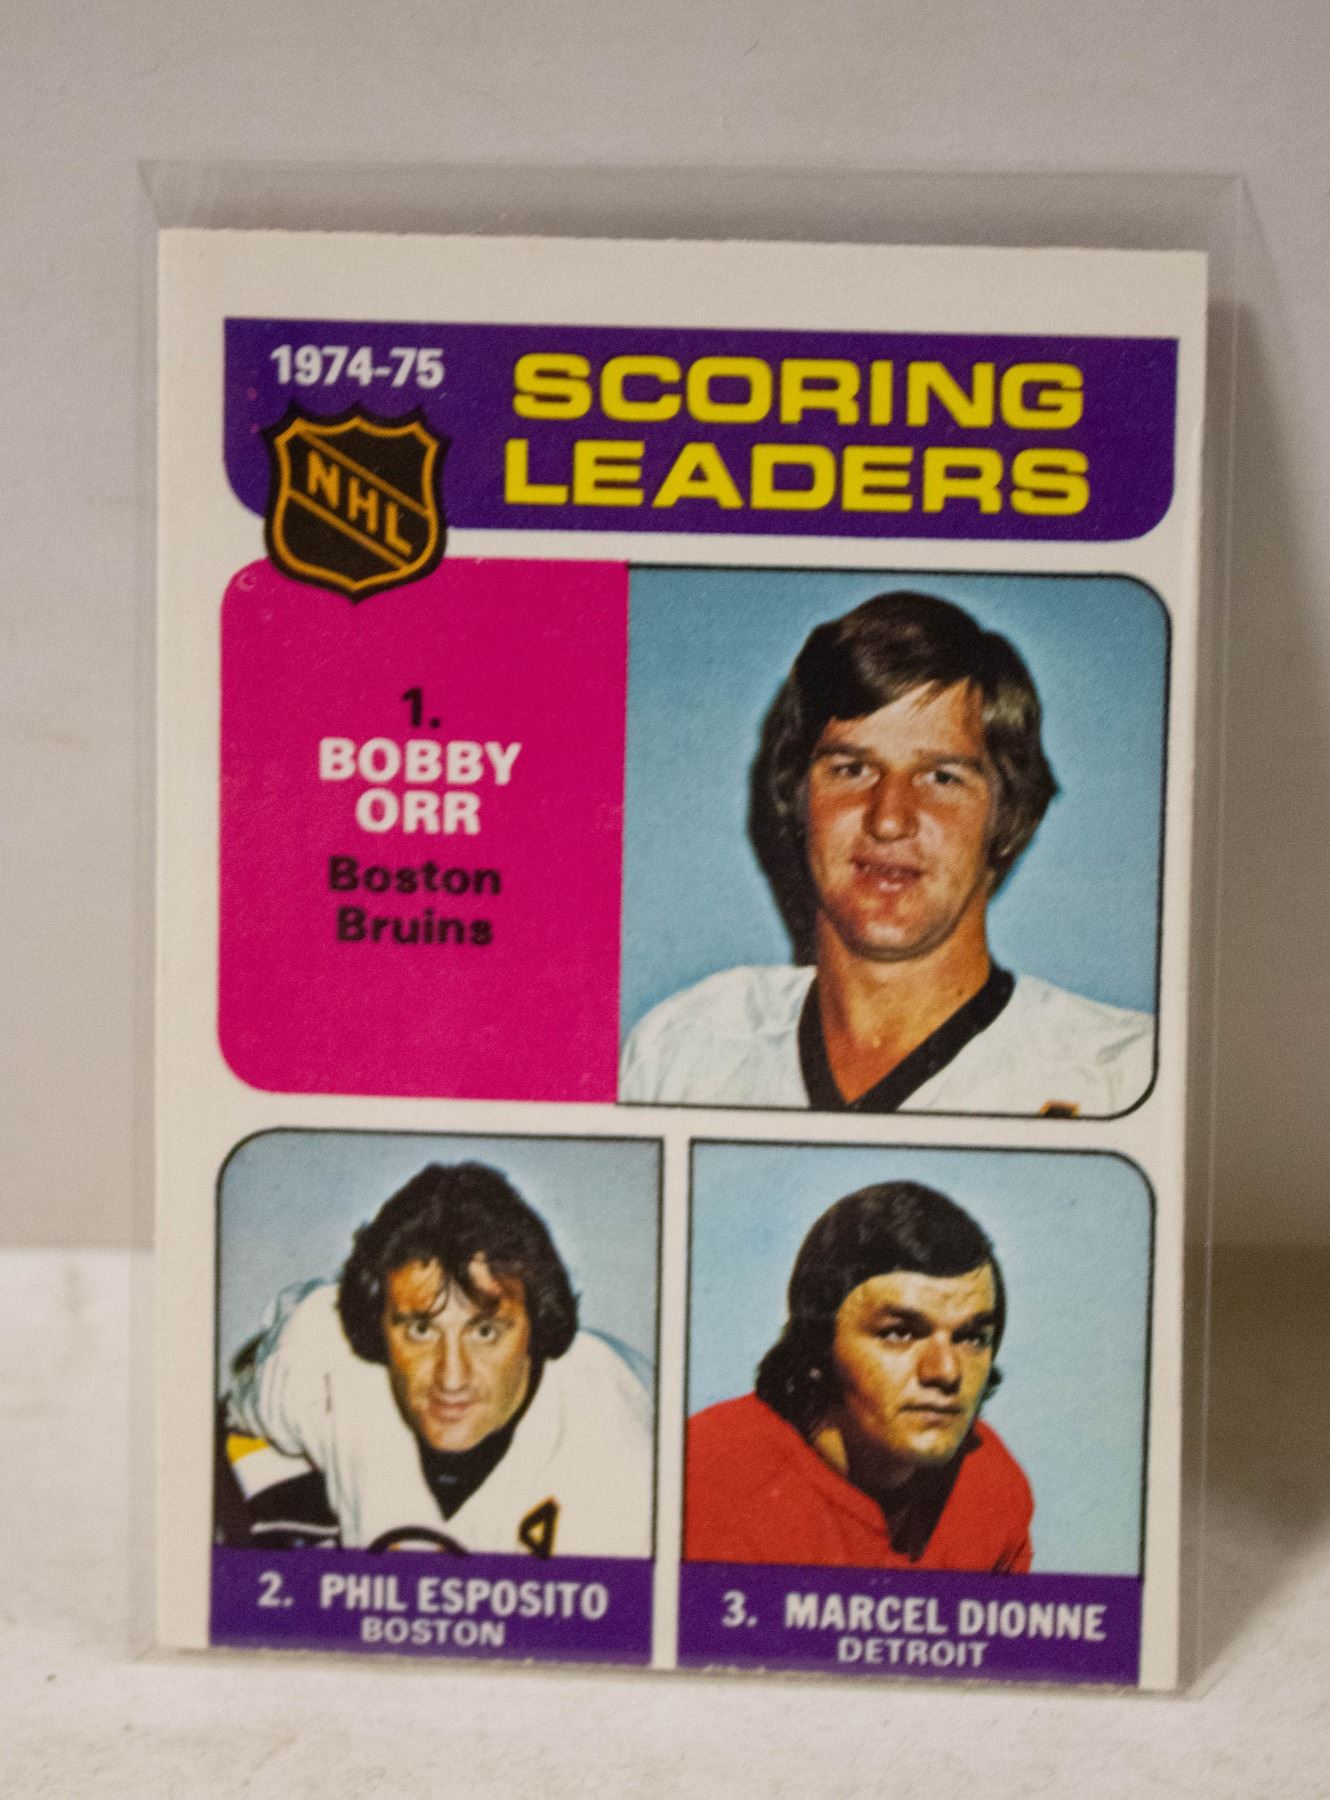 1974-75
SCORING
LEADERS
NHL
1.
BOBBY
ORR
Boston
Bruins
2. PHIL ESPOSITO
BOSTON
3. MARCEL DIONNE
DETROIT